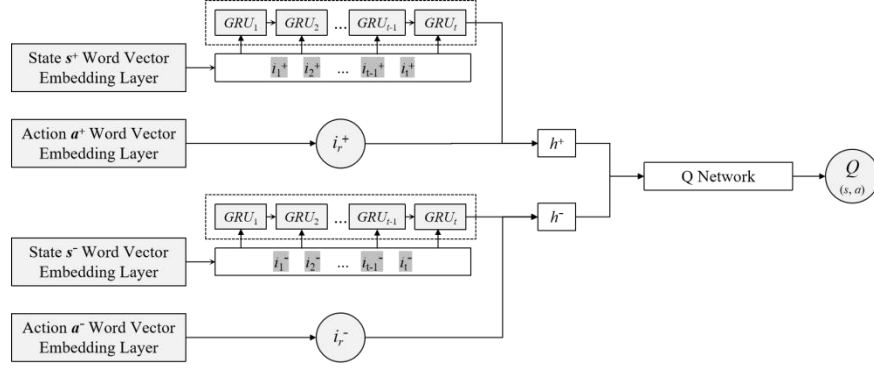 GRU1 GRU2 ... GRUt-1 GRUt
State s+ Word Vector
Embedding Layer
i1+ i2+ ... it-1+ it+
Action a+ Word Vector
Embedding Layer
ir+
h+
Q Network
Q
(s, a)
GRU1 GRU2 ... GRUt-1 GRUt
h-
State s- Word Vector
Embedding Layer
i1- i2- ... it-1- it-
Action a- Word Vector
Embedding Layer
ir-